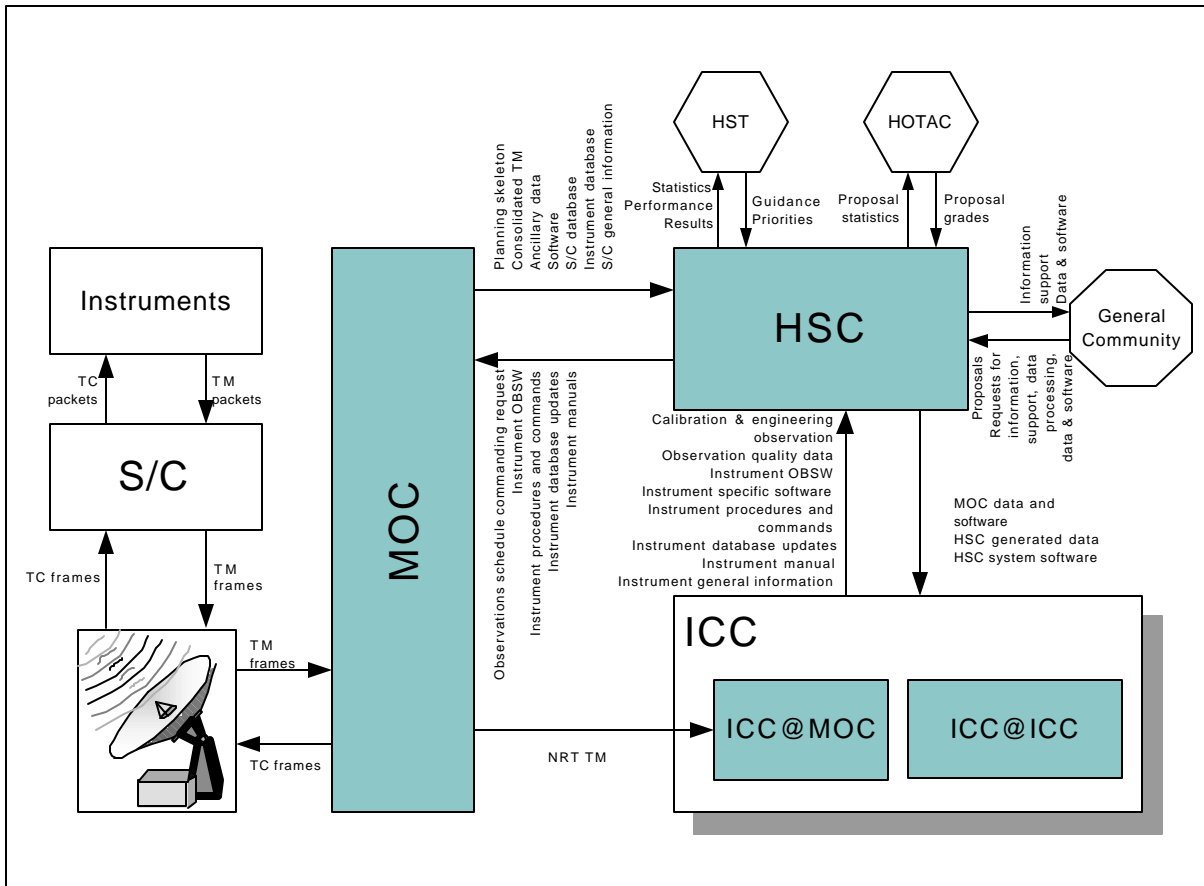 HST
HOTAC
Planning skeleton
Consolidated TM
Ancillary data
Software
S/C database
Instrument database
S/C general information
Statistics
Performance
Results
Guidance
Priorities
Proposal
statistics
Proposal
grades
Information
support
Data & software
Instruments
MOC
HSC
General
Community
TC
packets
TM
packets
Observations schedule commanding request
Instrument OBSW
Instrument procedures and commands
Instrument database updates
Instrument manuals
Proposals
Requests for
information,
support, data
processing,
data & software
S/C
Calibration & engineering
observation
Observation quality data
Instrument OBSW
Instrument specific software
Instrument procedures and
commands
Instrument database updates
Instrument manual
Instrument general information
MOC data and
software
HSC generated data
HSC system software
TC frames
TM
frames
ICC
TM
frames
TC frames
NRT TM
ICC@MOC
ICC@ICC